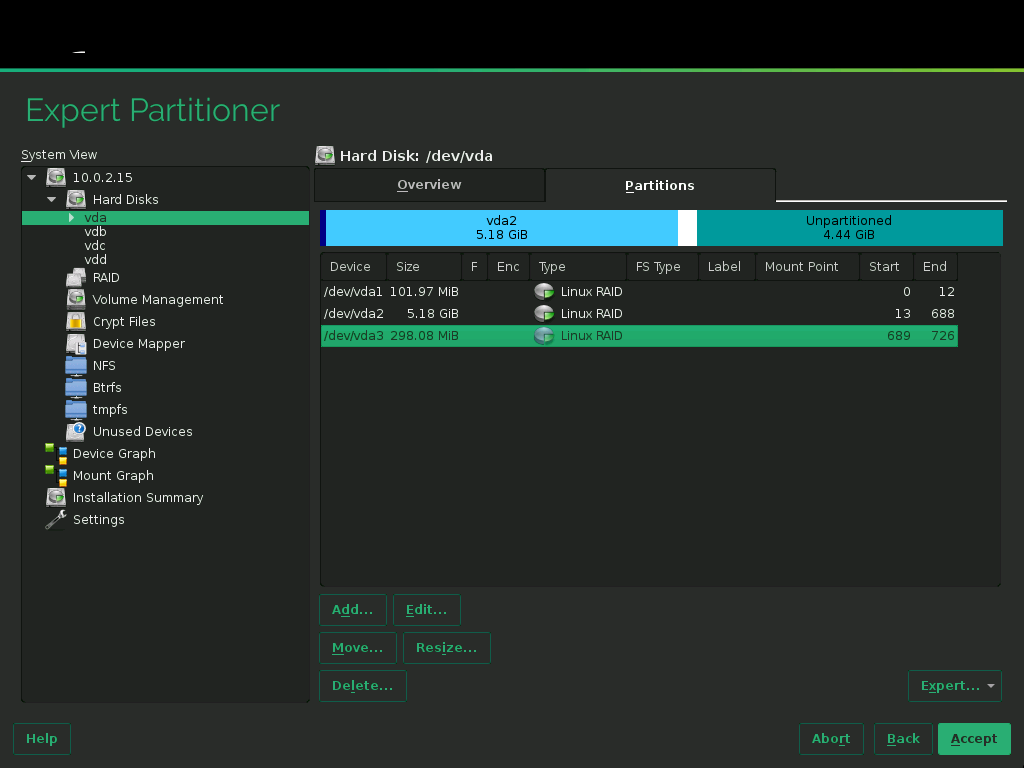 Expert Partitioner
System View
10.0.2.15
Hard Disks
vda
vdb
vdc
vdd
RAID
Volume Management
Crypt Files
Device Mapper
NFS
Btrfs
tmpfs
Unused Devices
Device Graph
Mount Graph
Installation Summary
Settings
Hard Disk: /dev/vda
Overview Partitions
vda2 Unpartitioned
5.18 GiB 4.44 GiB
Device Size F Enc Type FS Type Label Mount Point Start End
/dev/vda1 101.97 MiB Linux RAID 0 12
/dev/vda2 5.18 GiB Linux RAID 13 688
/dev/vda3 298.08 MiB Linux RAID 689 726
Add... Edit...
Move... Resize...
Delete... Expert...
Help Abort Back Accept